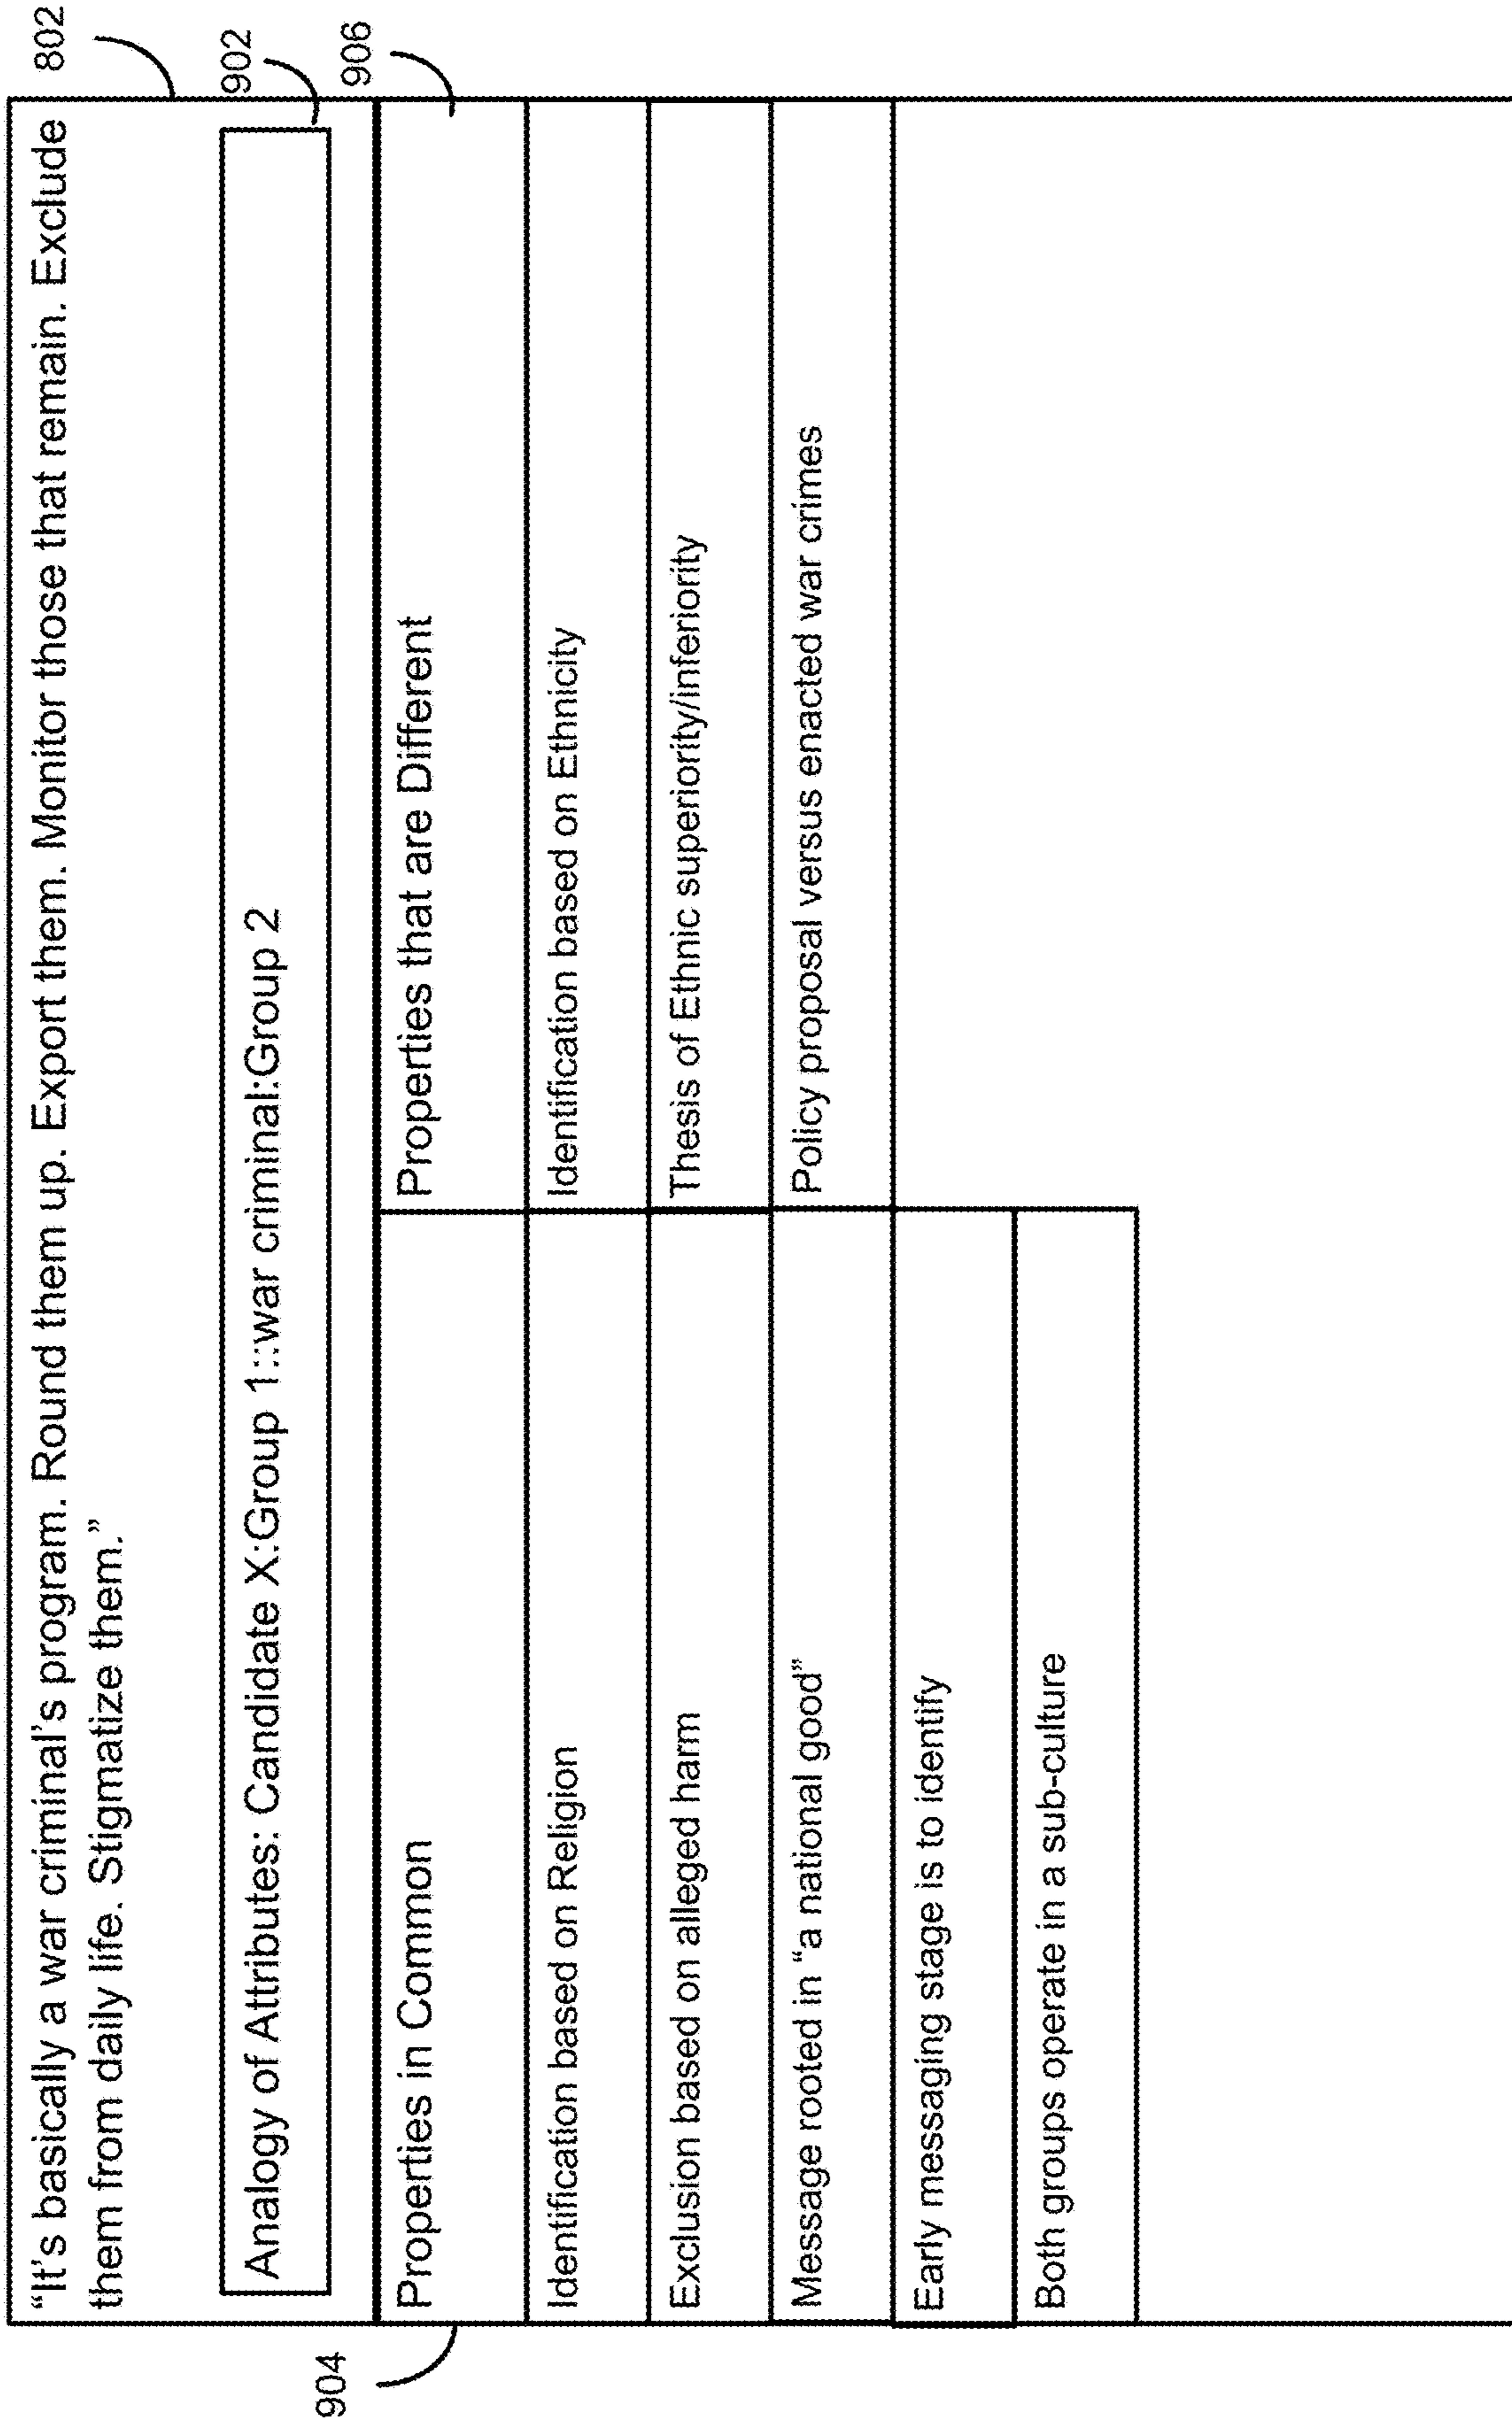 “It’s basically a war criminal’s program. Round them up. Export them. Monitor those that remain. Exclude
them from daily life. Stigmatize them.”
802
Analogy of Attributes: Candidate X:Group 1::war criminal:Group 2
902
904
Properties in Common
Properties that are Different
906
Identification based on Religion
Identification based on Ethnicity
Exclusion based on alleged harm
Thesis of Ethnic superiority/inferiority
Message rooted in “a national good”
Policy proposal versus enacted war crimes
Early messaging stage is to identify
Both groups operate in a sub-culture